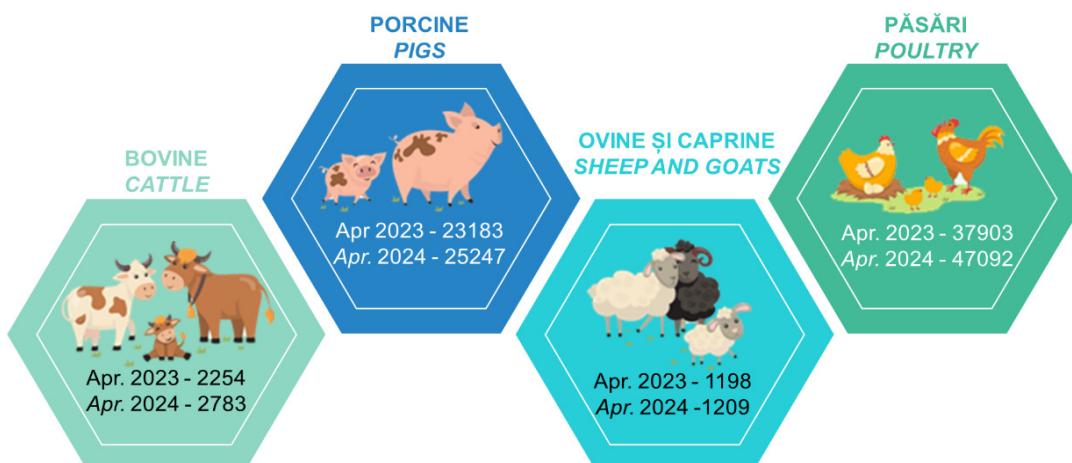 BOVINE
CATTLE
Apr. 2023 - 2254
Apr. 2024 - 2783
PORCINE
PIGS
Apr 2023 - 23183
Apr. 2024 - 25247
OVINE ȘI CAPRINE
SHEEP AND GOATS
Apr. 2023 - 1198
Apr. 2024 -1209
PĂSĂRI
POULTRY
Apr. 2023 - 37903
Apr. 2024 - 47092